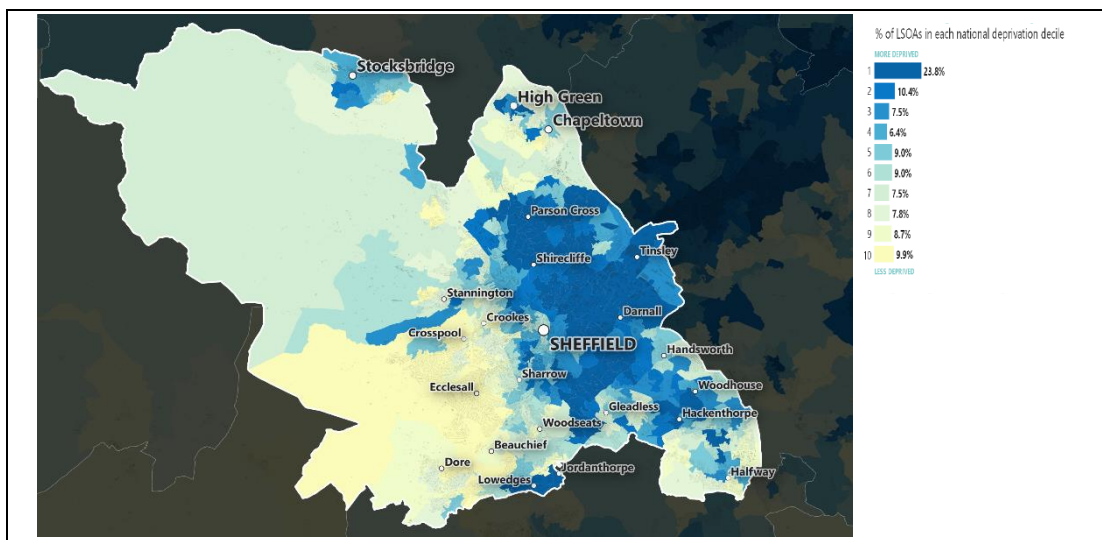 Stocksbridge
High Green
Chapeltown
Parson Cross
Tinsley
Shirecliffe
Stannington
Crookes
Darnall
Crosspool
SHEFFIELD
Handsworth
Sharrow
Ecclesall
Woodhouse
Gleadless
Hackenthorpe
Woodseats
Beauchief
Dore
Jordanthorpe
Halfway
Lowedges
% of LSOAs in each national deprivation decile
MORE DEPRIVED
1 23.8%
2 10.4%
3 7.5%
4 6.4%
5 9.0%
6 9.0%
7 7.5%
8 7.8%
9 8.7%
10 9.9%
LESS DEPRIVED